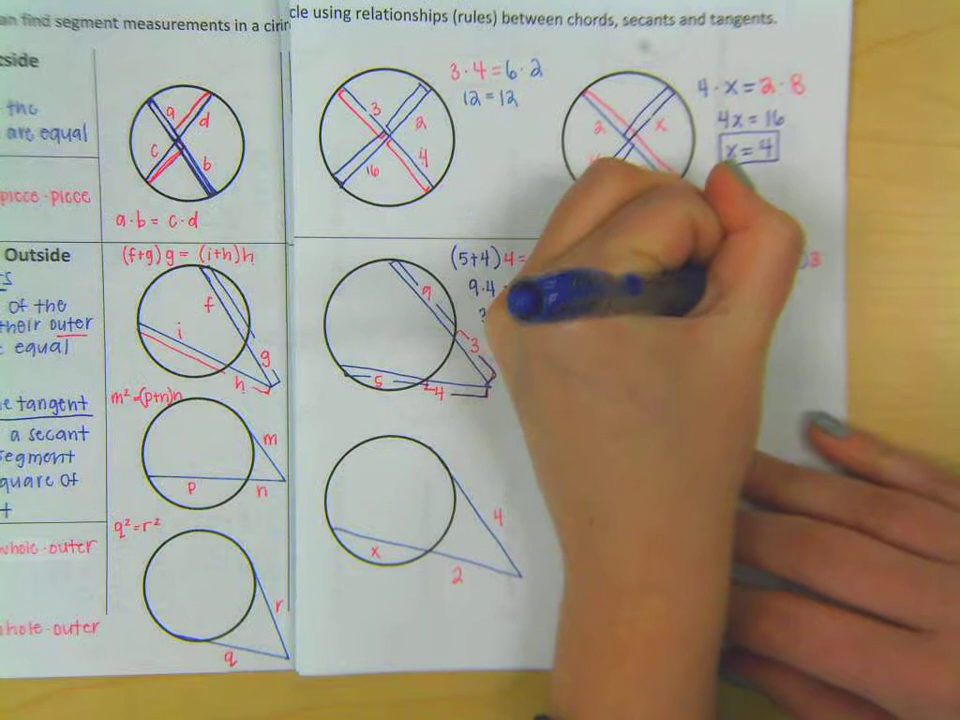 an find segment measurements in a cir
cle using relationships (rules) between chords, secants and tangents.
the
are equal
piece · piece
a
d
c
b
a·b = c·d
3
2
4
16
3·4 = 6·2
12 = 12
2
x
4·x = 2·8
4x = 16
x = 4
Outside
of the
their outer
equal
(f+g)g = (i+h)h
f
i
g
h
9
3
5
4
(5+4)4=
9·4
3
e tangent
a secant
segment
quare of
m²=(p+n)n
m
p
n
whole · outer
hole · outer
q²=r²
r
q
4
x
2